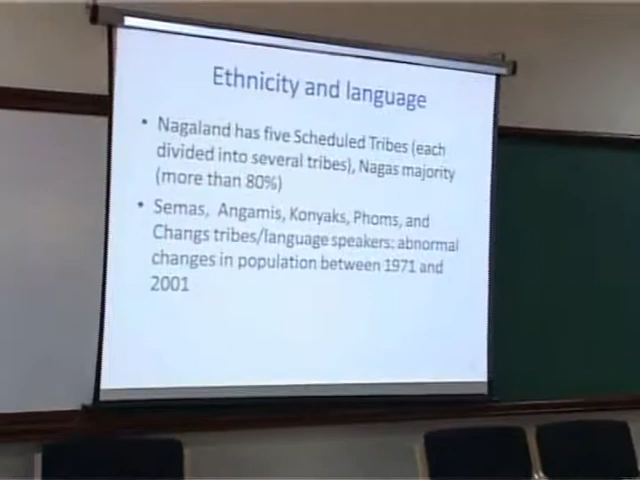 Ethnicity and language
• Nagaland has five Scheduled Tribes (each
divided into several tribes), Nagas majority
(more than 80%)
• Semas, Angamis, Konyaks, Phoms, and
Changs tribes/language speakers: abnormal
changes in population between 1971 and
2001